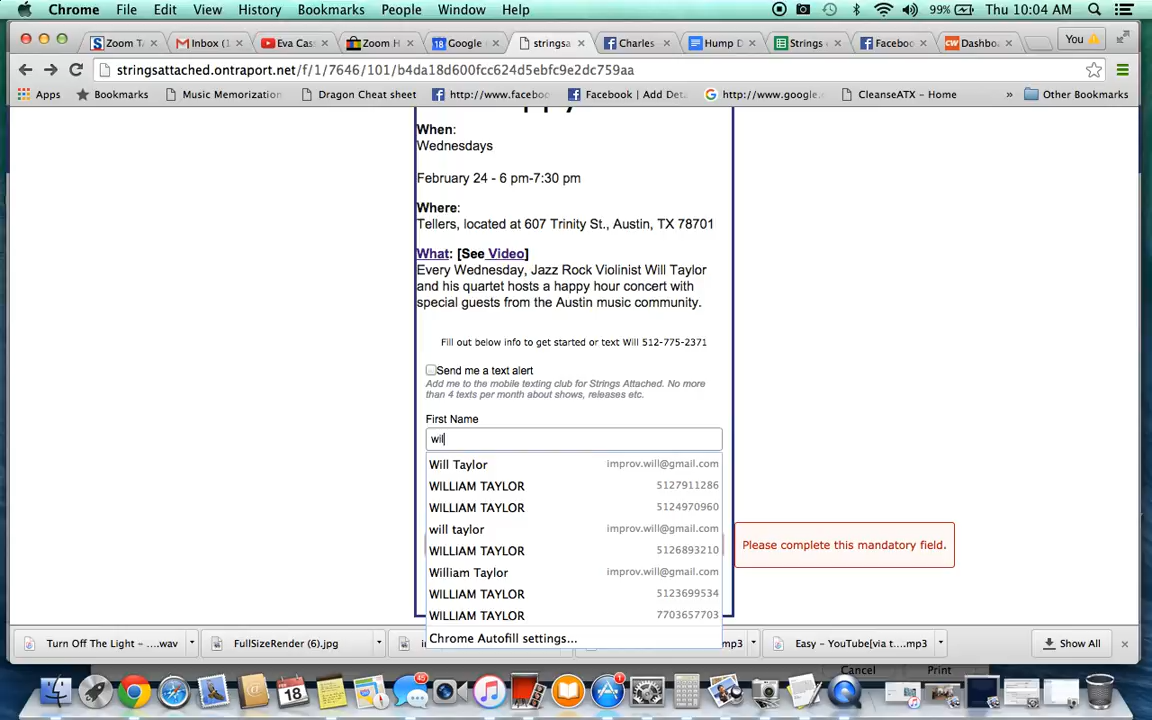 Chrome File Edit View History Bookmarks People Window Help 99% Thu 10:04 AM
Zoom T Inbox (1 Eva Cas Zoom H Google stringsa Charles Hump D Strings Facebo Dashbo You
stringsattached.ontraport.net/f/1/7646/101/b4da18d600fcc624d5ebfc9e2dc759aa
Apps Bookmarks Music Memorization Dragon Cheat sheet http://www.faceboo Facebook | Add Deta http://www.google. CleanseATX - Home » Other Bookmarks
When:
Wednesdays
February 24 - 6 pm-7:30 pm
Where:
Tellers, located at 607 Trinity St., Austin, TX 78701
What: [See Video]
Every Wednesday, Jazz Rock Violinist Will Taylor
and his quartet hosts a happy hour concert with
special guests from the Austin music community.
Fill out below info to get started or text Will 512-775-2371
Send me a text alert
Add me to the mobile texting club for Strings Attached. No more
than 4 texts per month about shows, releases etc.
First Name
wil
Will Taylor improv.will@gmail.com
WILLIAM TAYLOR 5127911286
WILLIAM TAYLOR 5124970960
will taylor improv.will@gmail.com
WILLIAM TAYLOR 5126893210
William Taylor improv.will@gmail.com
WILLIAM TAYLOR 5123699534
WILLIAM TAYLOR 7703657703
Chrome Autofill settings...
Please complete this mandatory field.
Turn Off The Light - ....wav FullSizeRender (6).jpg mp3 Easy - YouTube[via t....mp3 Show All
Cancel Print
18 45 1